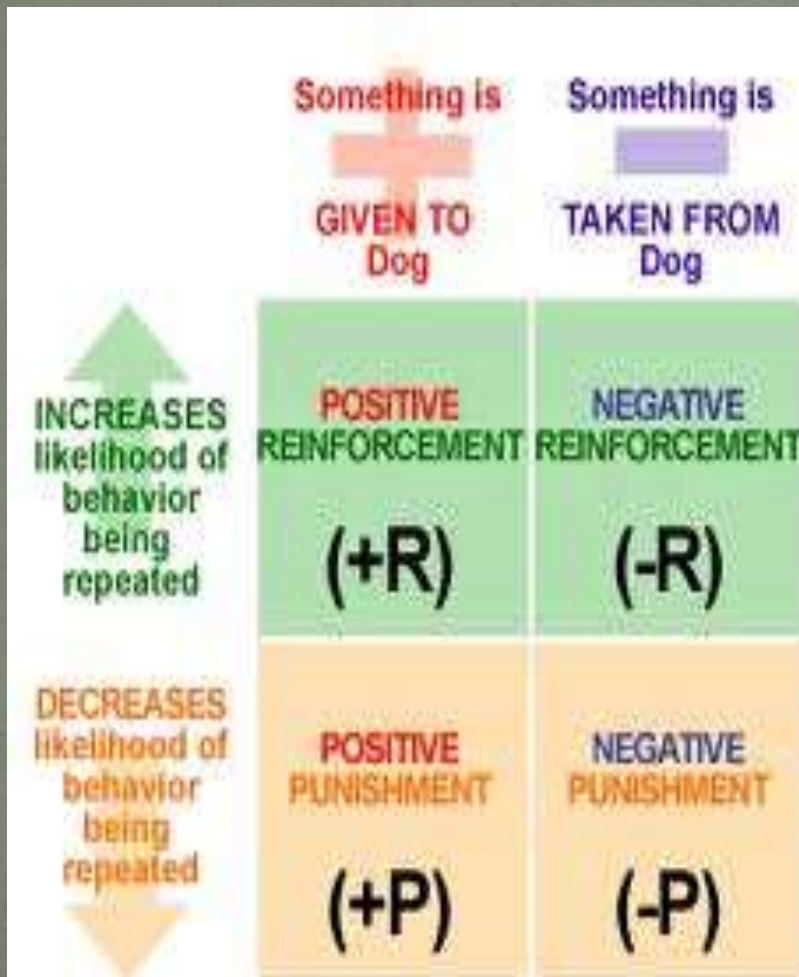 Something is
GIVEN TO
Dog
Something is
TAKEN FROM
Dog
INCREASES
likelihood of
behavior
being
repeated
POSITIVE
REINFORCEMENT
(+R)
NEGATIVE
REINFORCEMENT
(-R)
DECREASES
likelihood of
behavior
being
repeated
POSITIVE
PUNISHMENT
(+P)
NEGATIVE
PUNISHMENT
(-P)